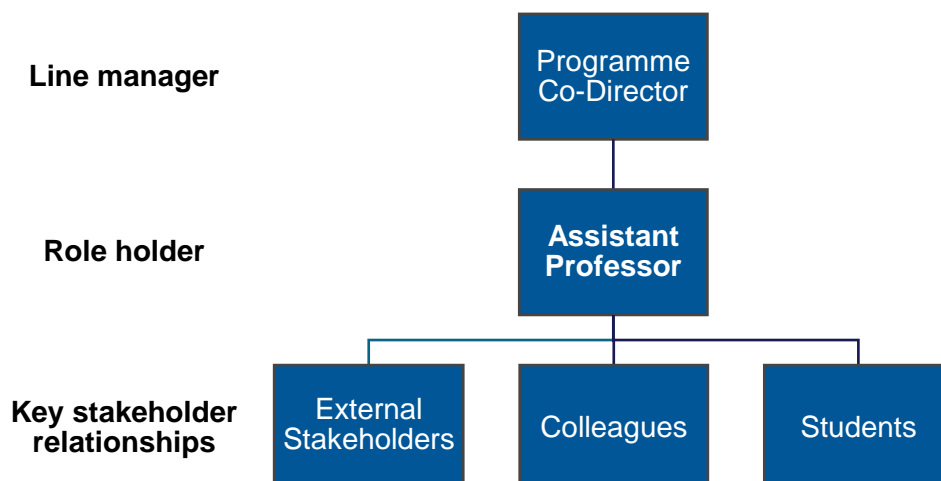 Line manager
Programme
Co-Director
Role holder
Assistant
Professor
Key stakeholder
relationships
External
Stakeholders
Colleagues
Students